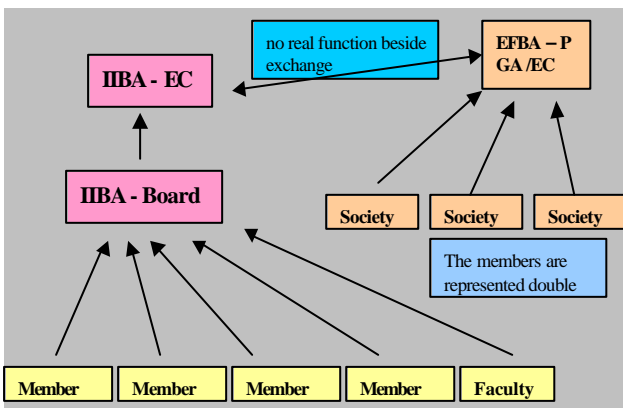 no real function beside
exchange
EFBA – P
GA /EC
IIBA - EC
IIBA - Board
Society
Society
Society
The members are
represented double
Member
Member
Member
Member
Faculty